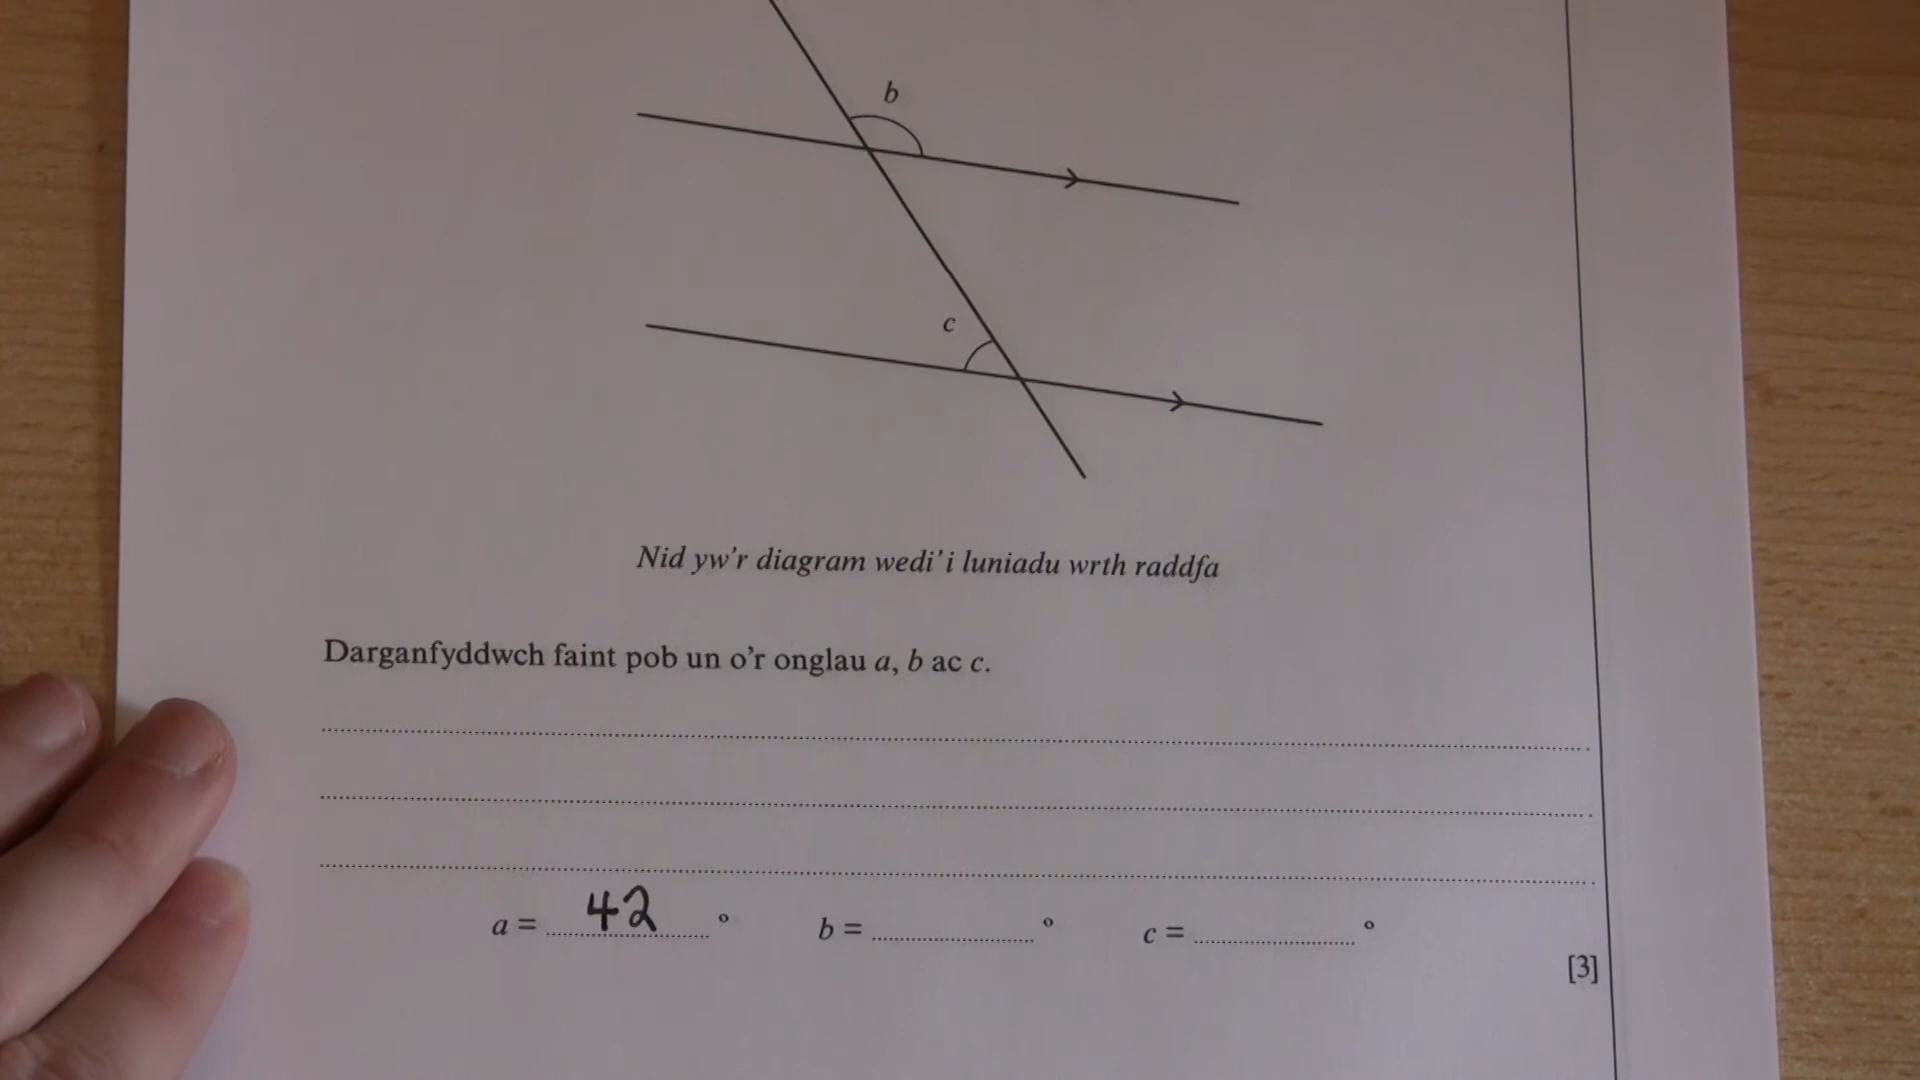 b
c
Nid yw'r diagram wedi'i luniadu wrth raddfa
Darganfyddwch faint pob un o'r onglau a, b ac c.
a = 42 ° b = ° c = °
[3]